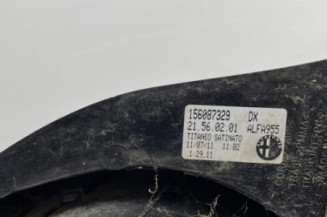 156087329 DX
21.56.02.01 ALFA955
TITANIO SATINATO
11/07/11 11:02
1.29.11